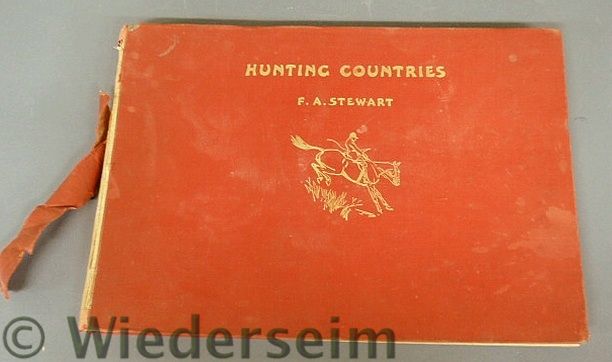 HUNTING COUNTRIES
F. A. STEWART
© Wiederseim